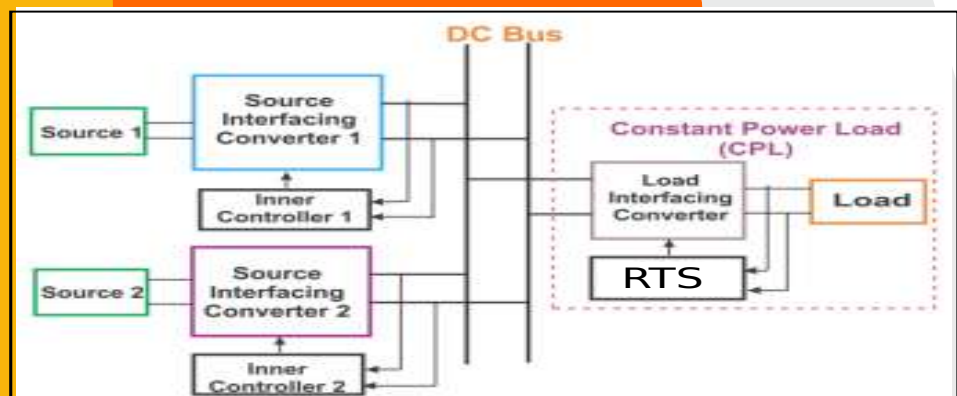 DC Bus
Source 1
Source
Interfacing
Converter 1
Inner
Controller 1
Constant Power Load
(CPL)
Load
Interfacing
Converter
Load
RTS
Source 2
Source
Interfacing
Converter 2
Inner
Controller 2